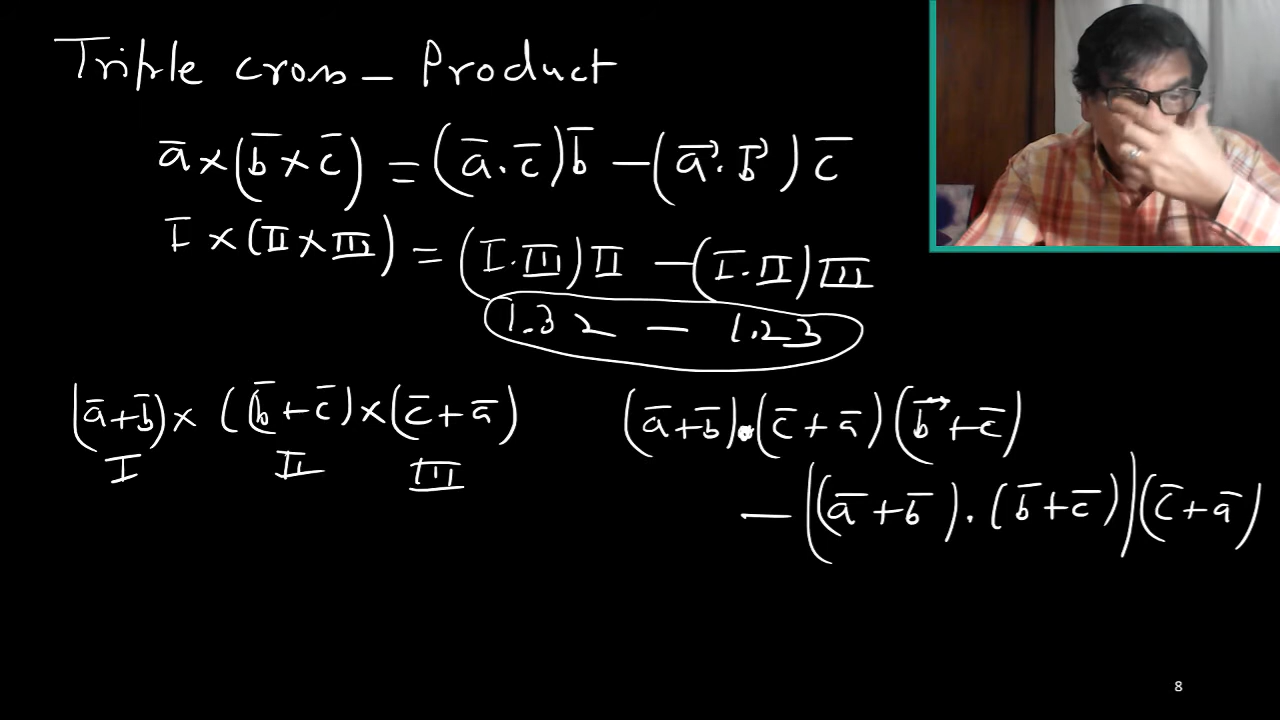 Triple cross - Product
a̅ × (b̅ × c̅) = (a̅ . c̅) b̅ - (a⃗ . b⃗) c̅
I × (II × III) = (I . III) II - (I . II) III
1.3 2 - 1.2 3
(a̅ + b̅) × (b̅ + c̅) × (c̅ + a̅)
I II III
(a̅ + b̅) . (c̅ + a̅) (b⃗ + c̅)
- ((a̅ + b̅) . (b̅ + c̅)) (c̅ + a̅)
8